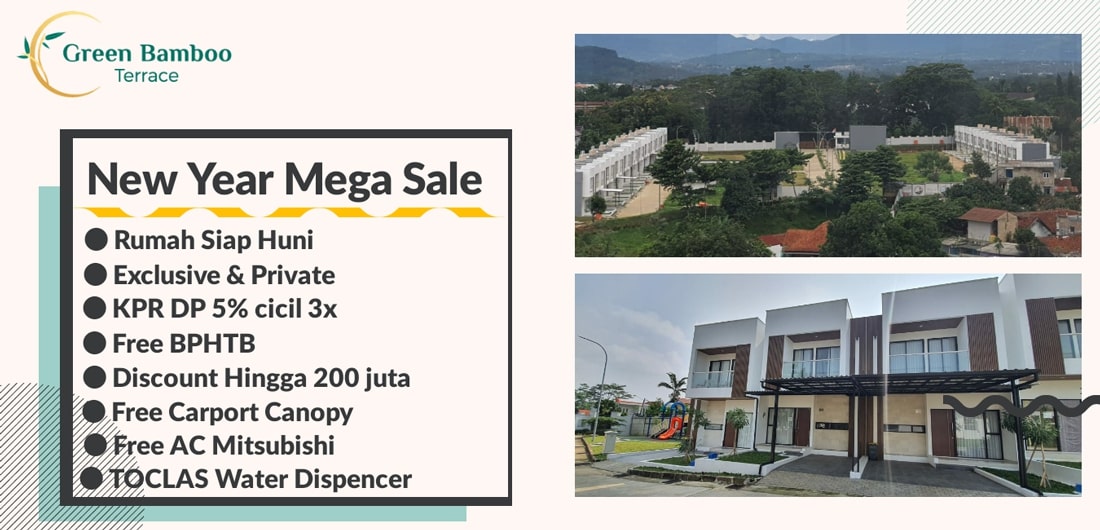 Green Bamboo
Terrace
New Year Mega Sale
Rumah Siap Huni
Exclusive & Private
KPR DP 5% cicil 3x
Free BPHTB
Discount Hingga 200 juta
Free Carport Canopy
Free AC Mitsubishi
TOCLAS Water Dispencer